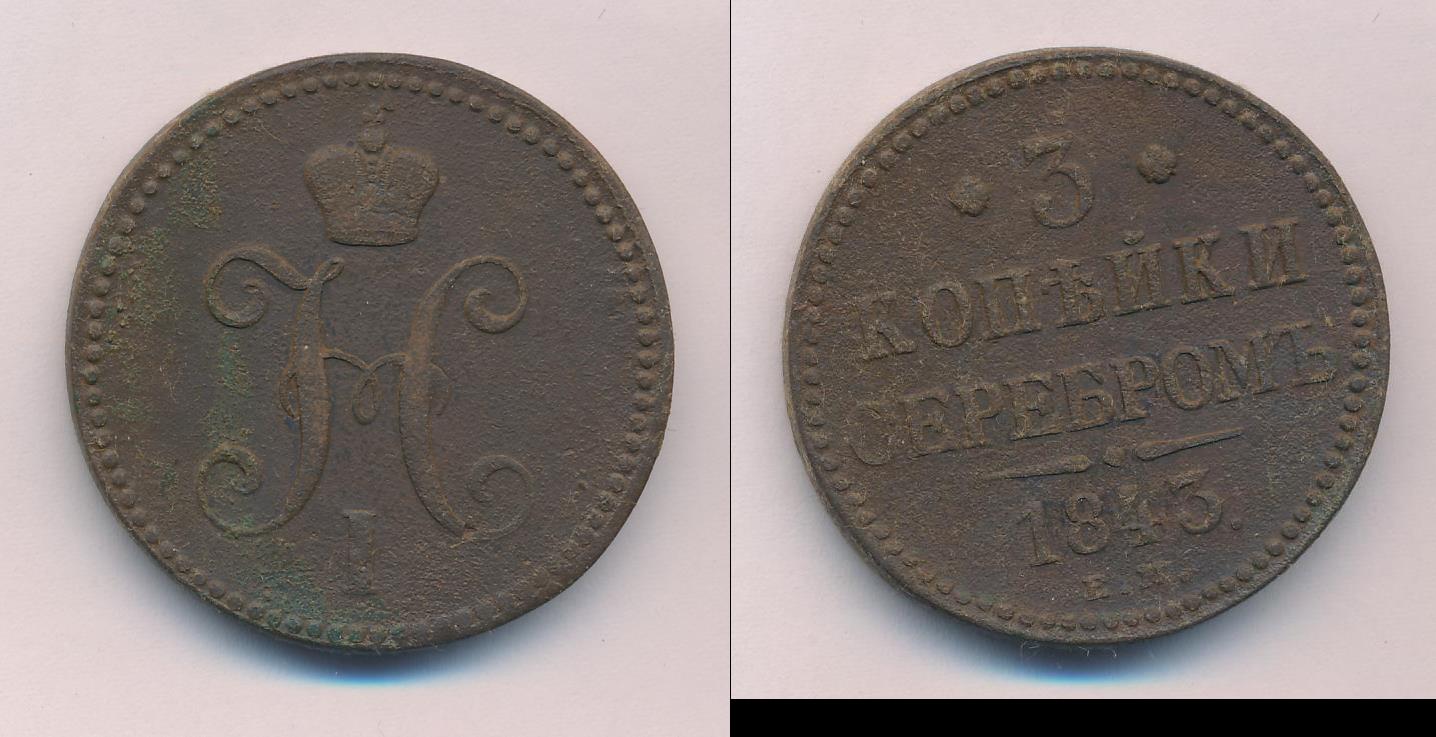 Н
I
· 3 ·
КОПѢЙКИ
СЕРЕБРОМЪ
1843.
Е.М.